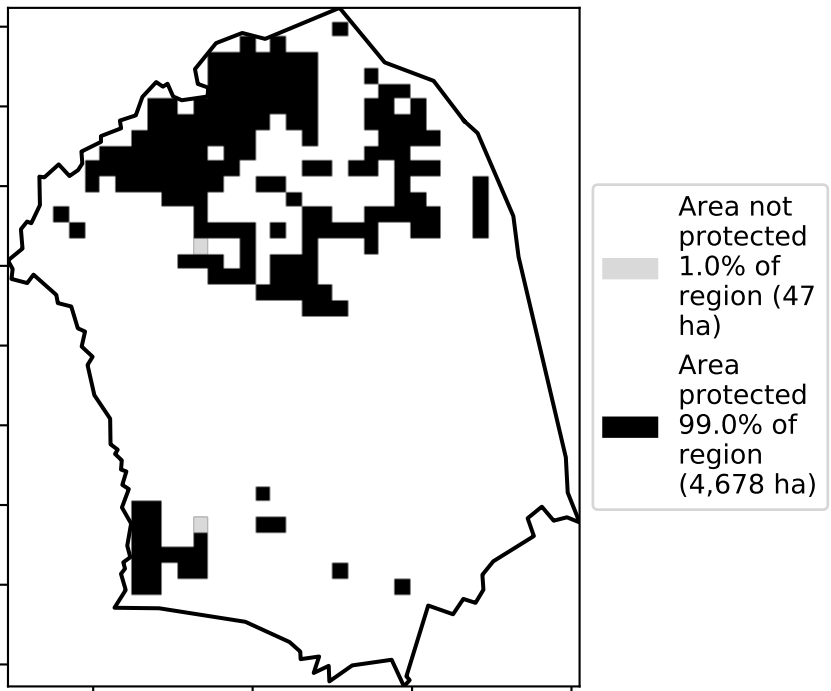 Area not
protected
1.0% of
region (47
ha)
Area
protected
99.0% of
region
(4,678 ha)